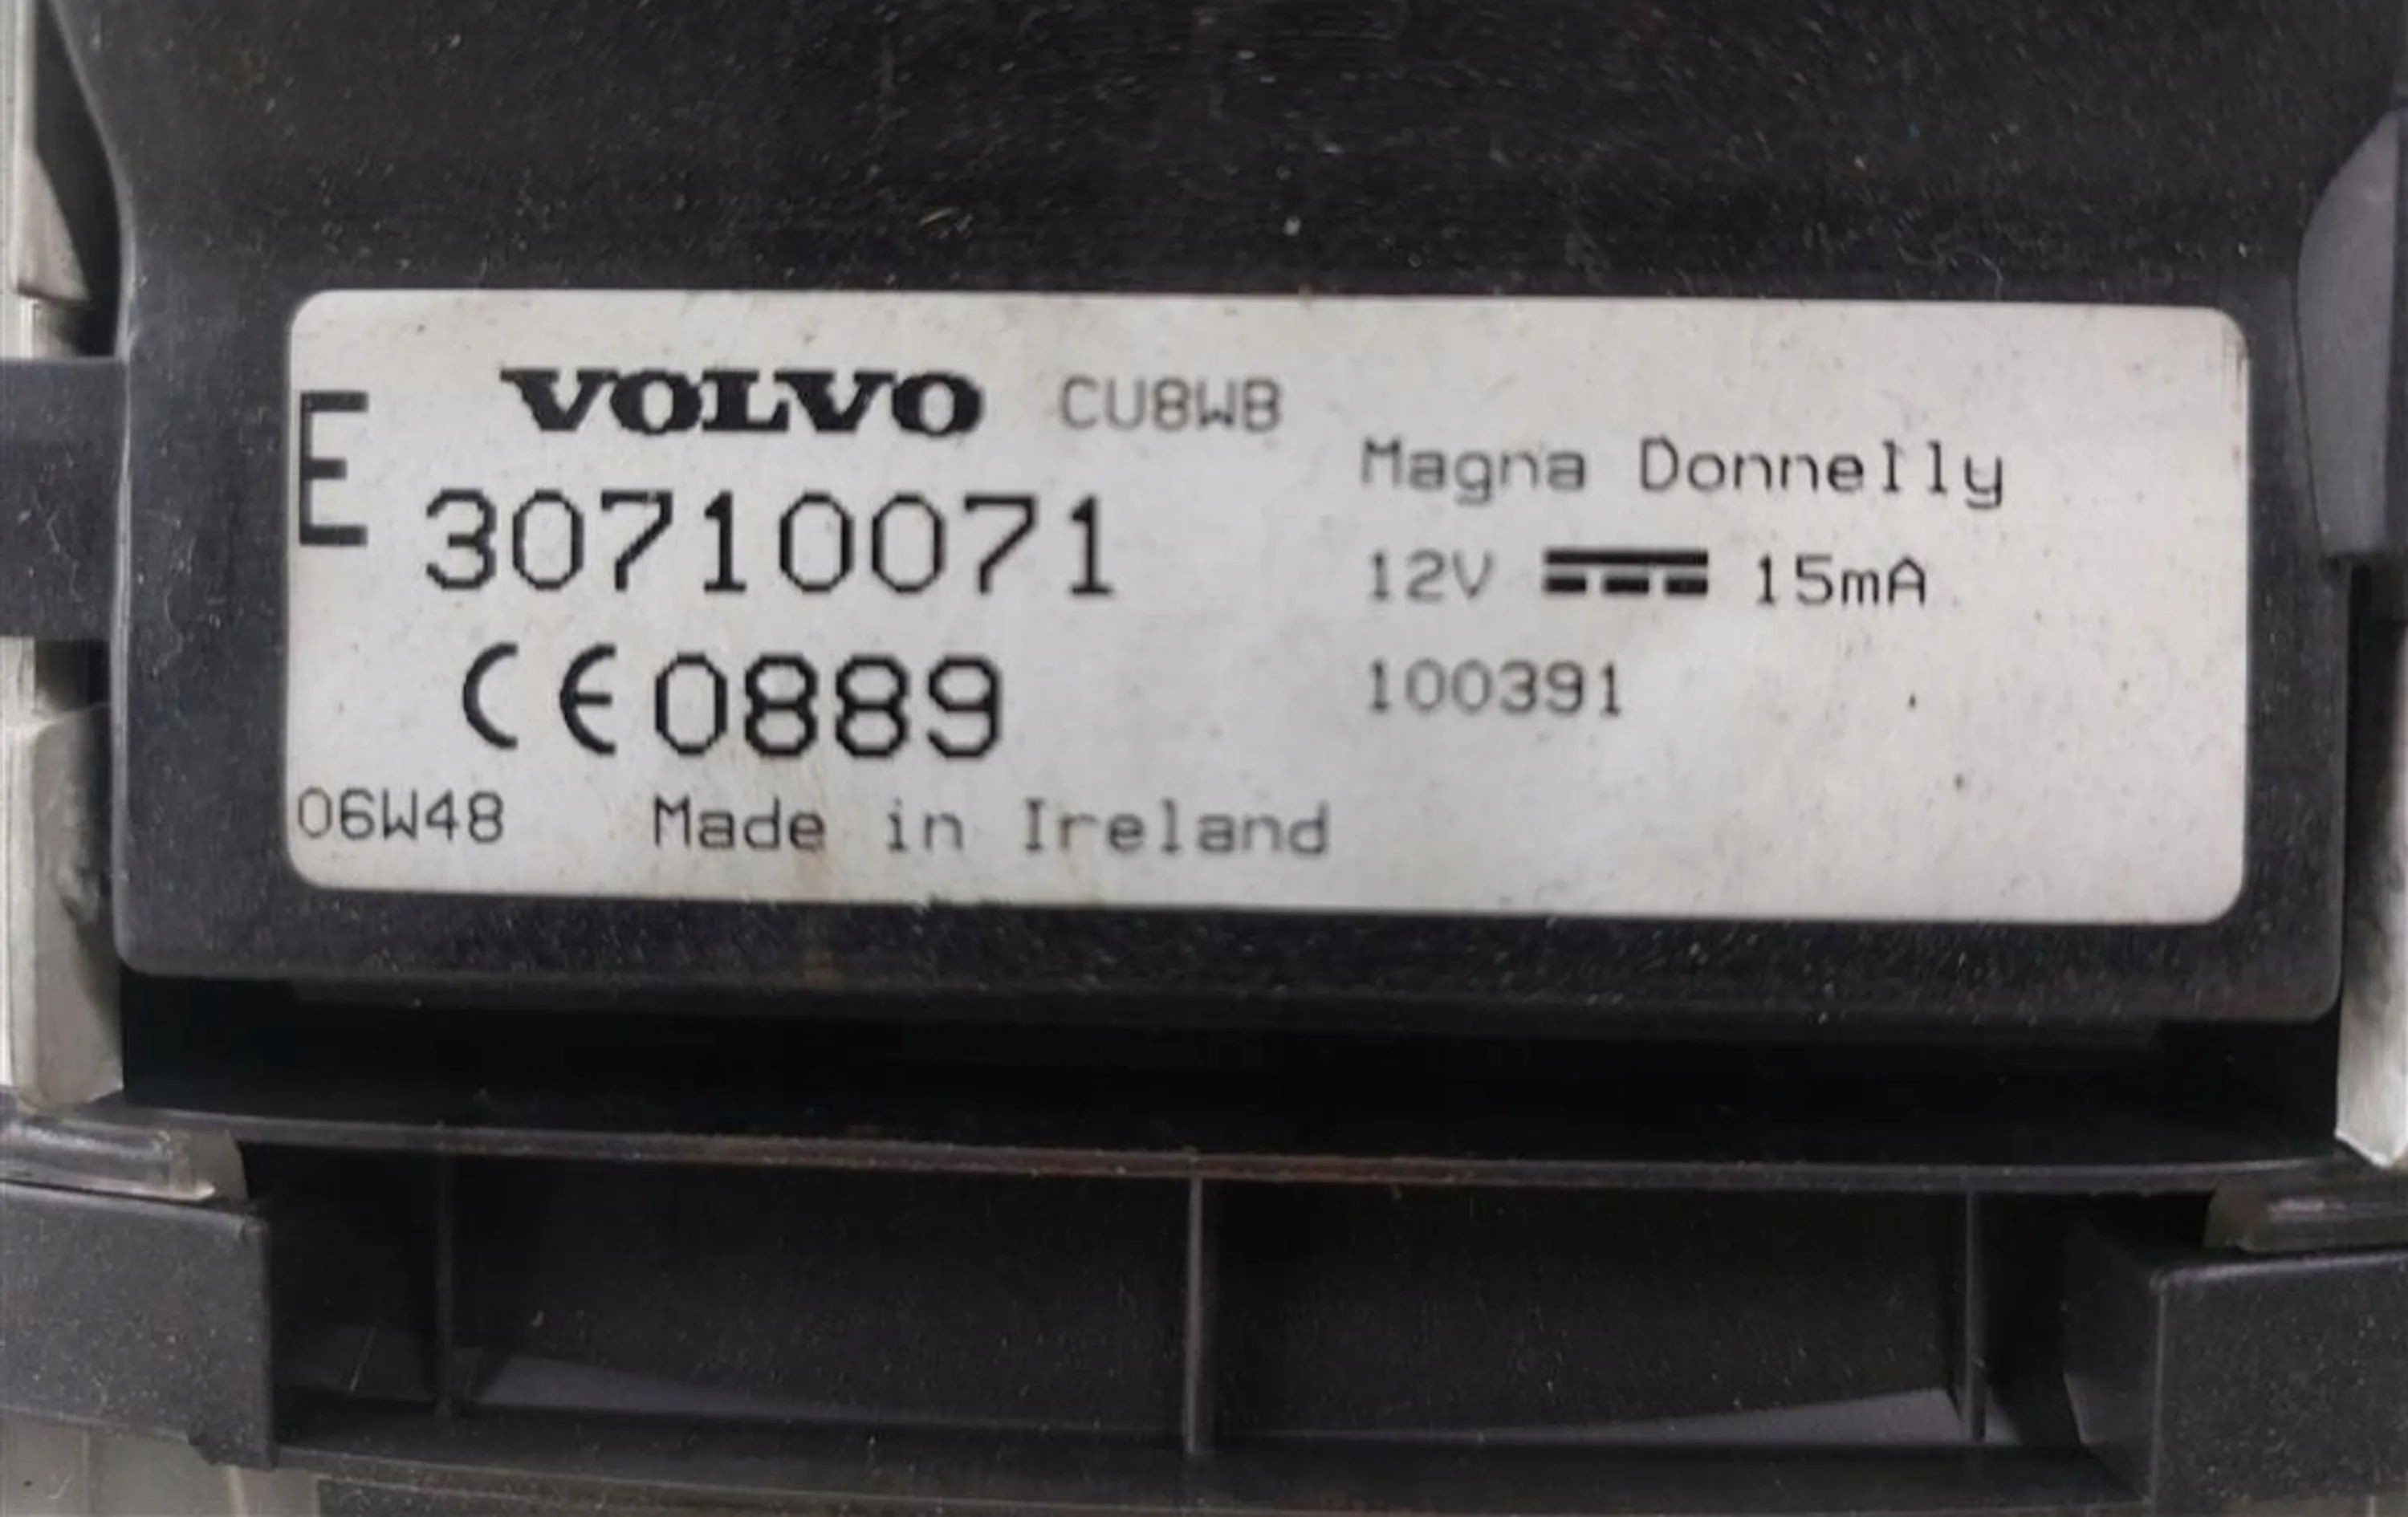 VOLVO CU8WB
E
30710071
CE0889
06W48 Made in Ireland
Magna Donnelly
12V ⎓ 15mA
100391